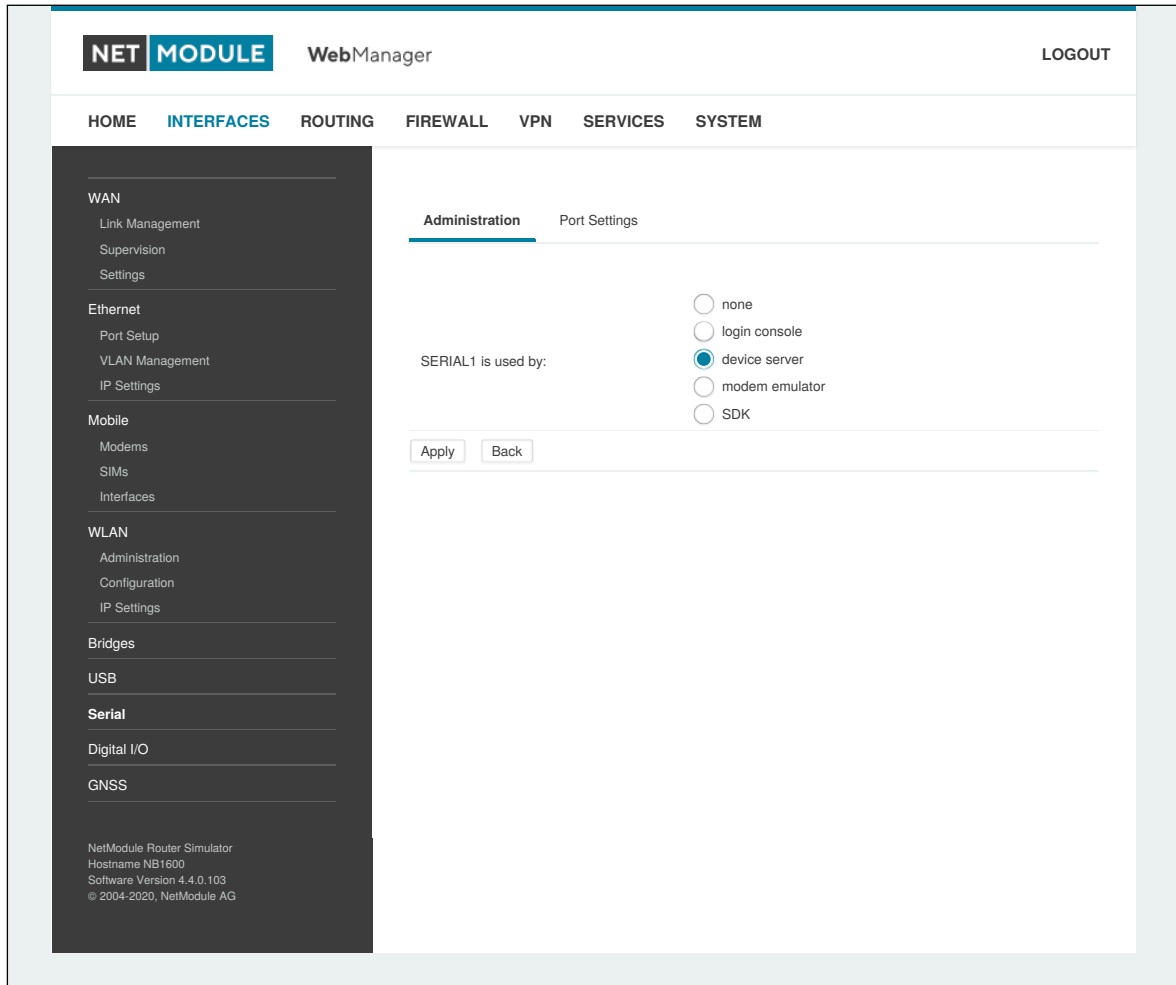 NET MODULE WebManager LOGOUT
HOME INTERFACES ROUTING FIREWALL VPN SERVICES SYSTEM
WAN
Link Management
Supervision
Settings
Ethernet
Port Setup
VLAN Management
IP Settings
Mobile
Modems
SIMs
Interfaces
WLAN
Administration
Configuration
IP Settings
Bridges
USB
Serial
Digital I/O
GNSS
NetModule Router Simulator
Hostname NB1600
Software Version 4.4.0.103
© 2004-2020, NetModule AG
Administration Port Settings
SERIAL1 is used by:
none
login console
device server
modem emulator
SDK
Apply Back